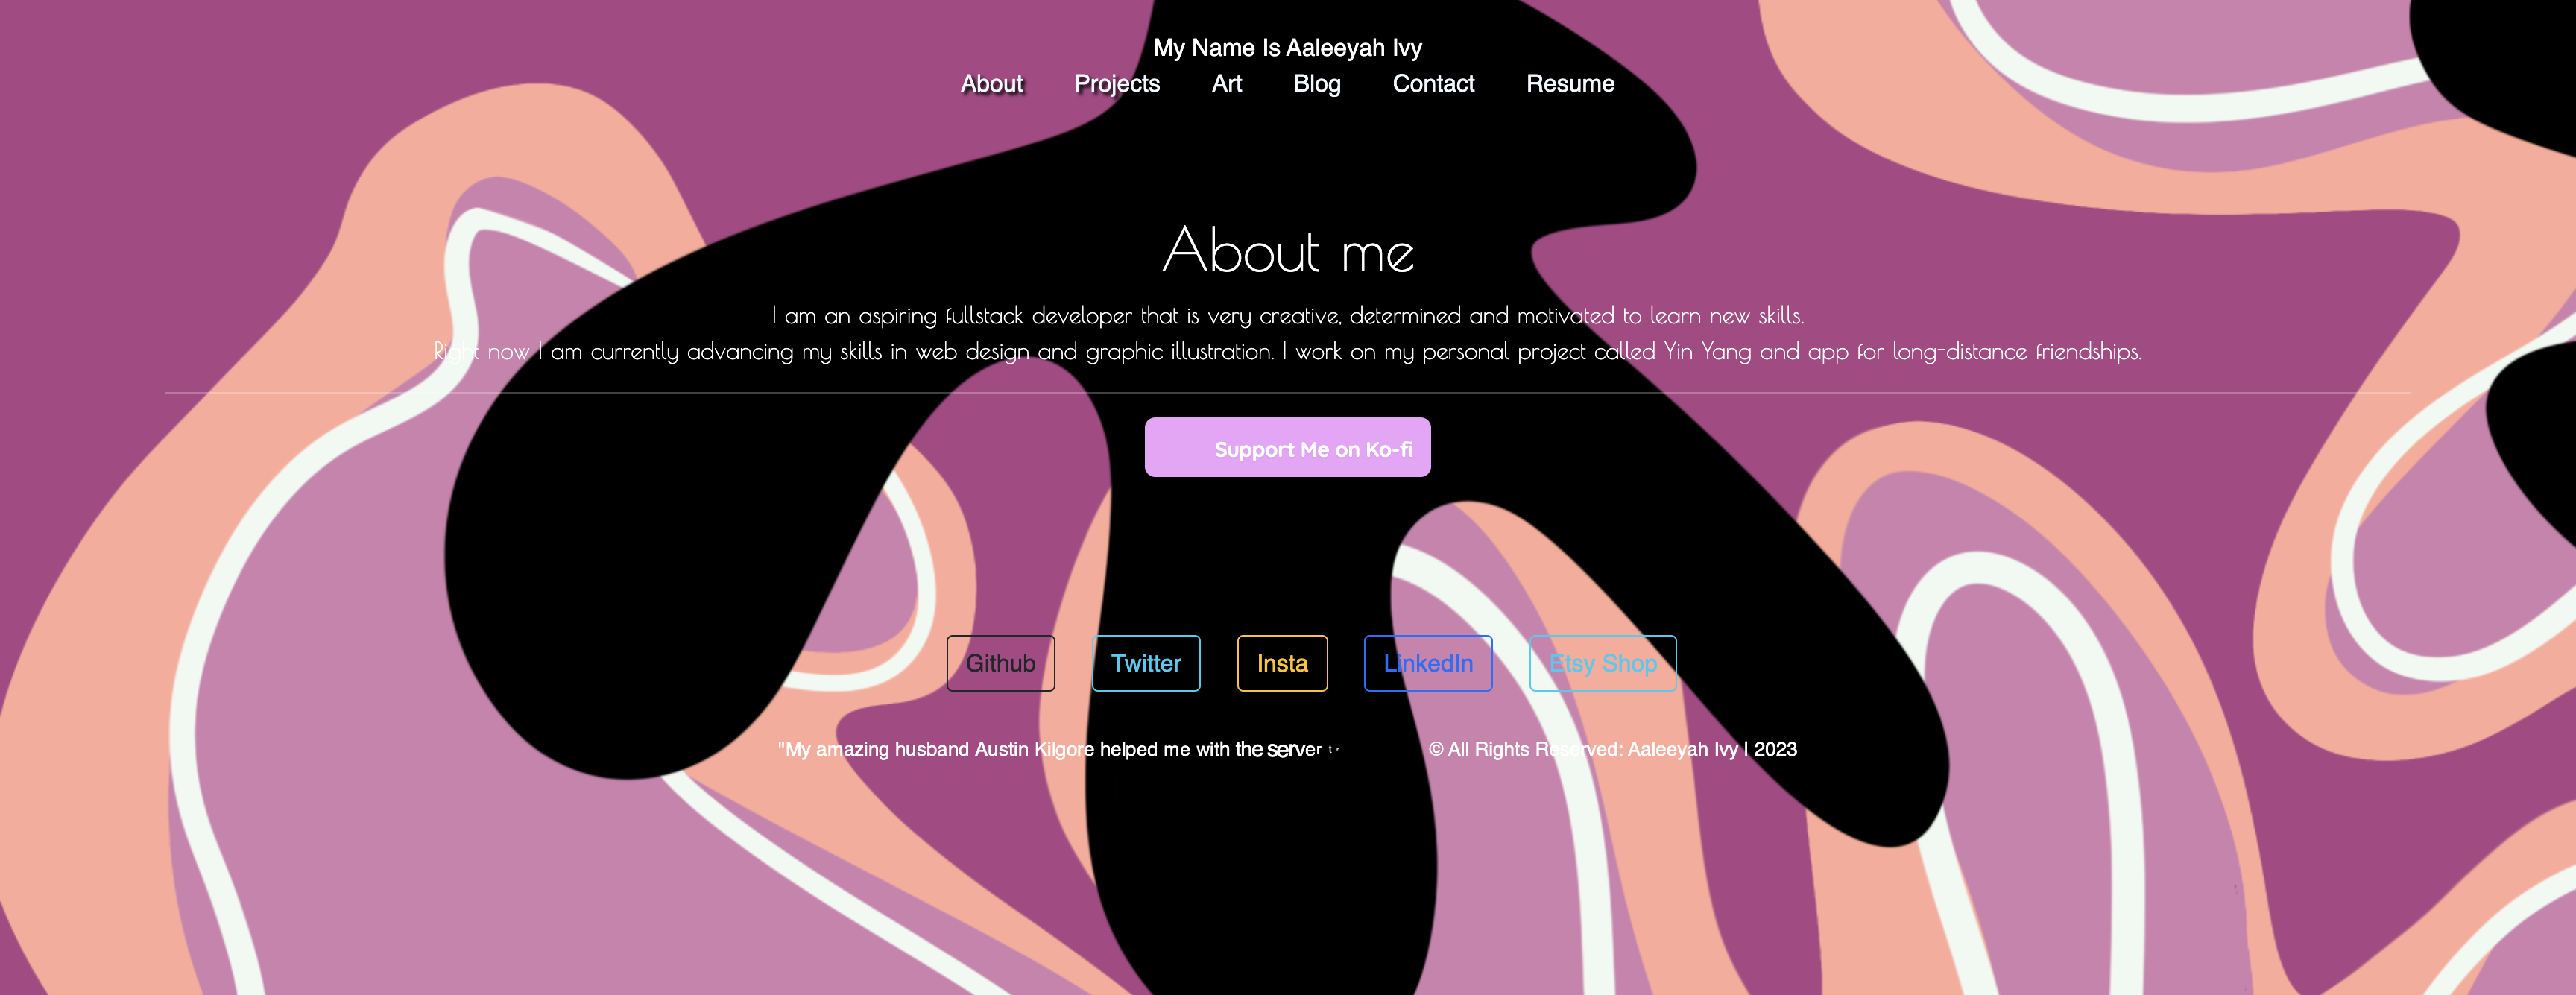 My Name Is Aaleeyah Ivy
About Projects Art Blog Contact Resume
About me
I am an aspiring fullstack developer that is very creative, determined and motivated to learn new skills.
Right now I am currently advancing my skills in web design and graphic illustration. I work on my personal project called Yin Yang and app for long-distance friendships.
Support Me on Ko-fi
Github Twitter Insta LinkedIn Etsy Shop
"My amazing husband Austin Kilgore helped me with the server © All Rights Reserved: Aaleeyah Ivy | 2023